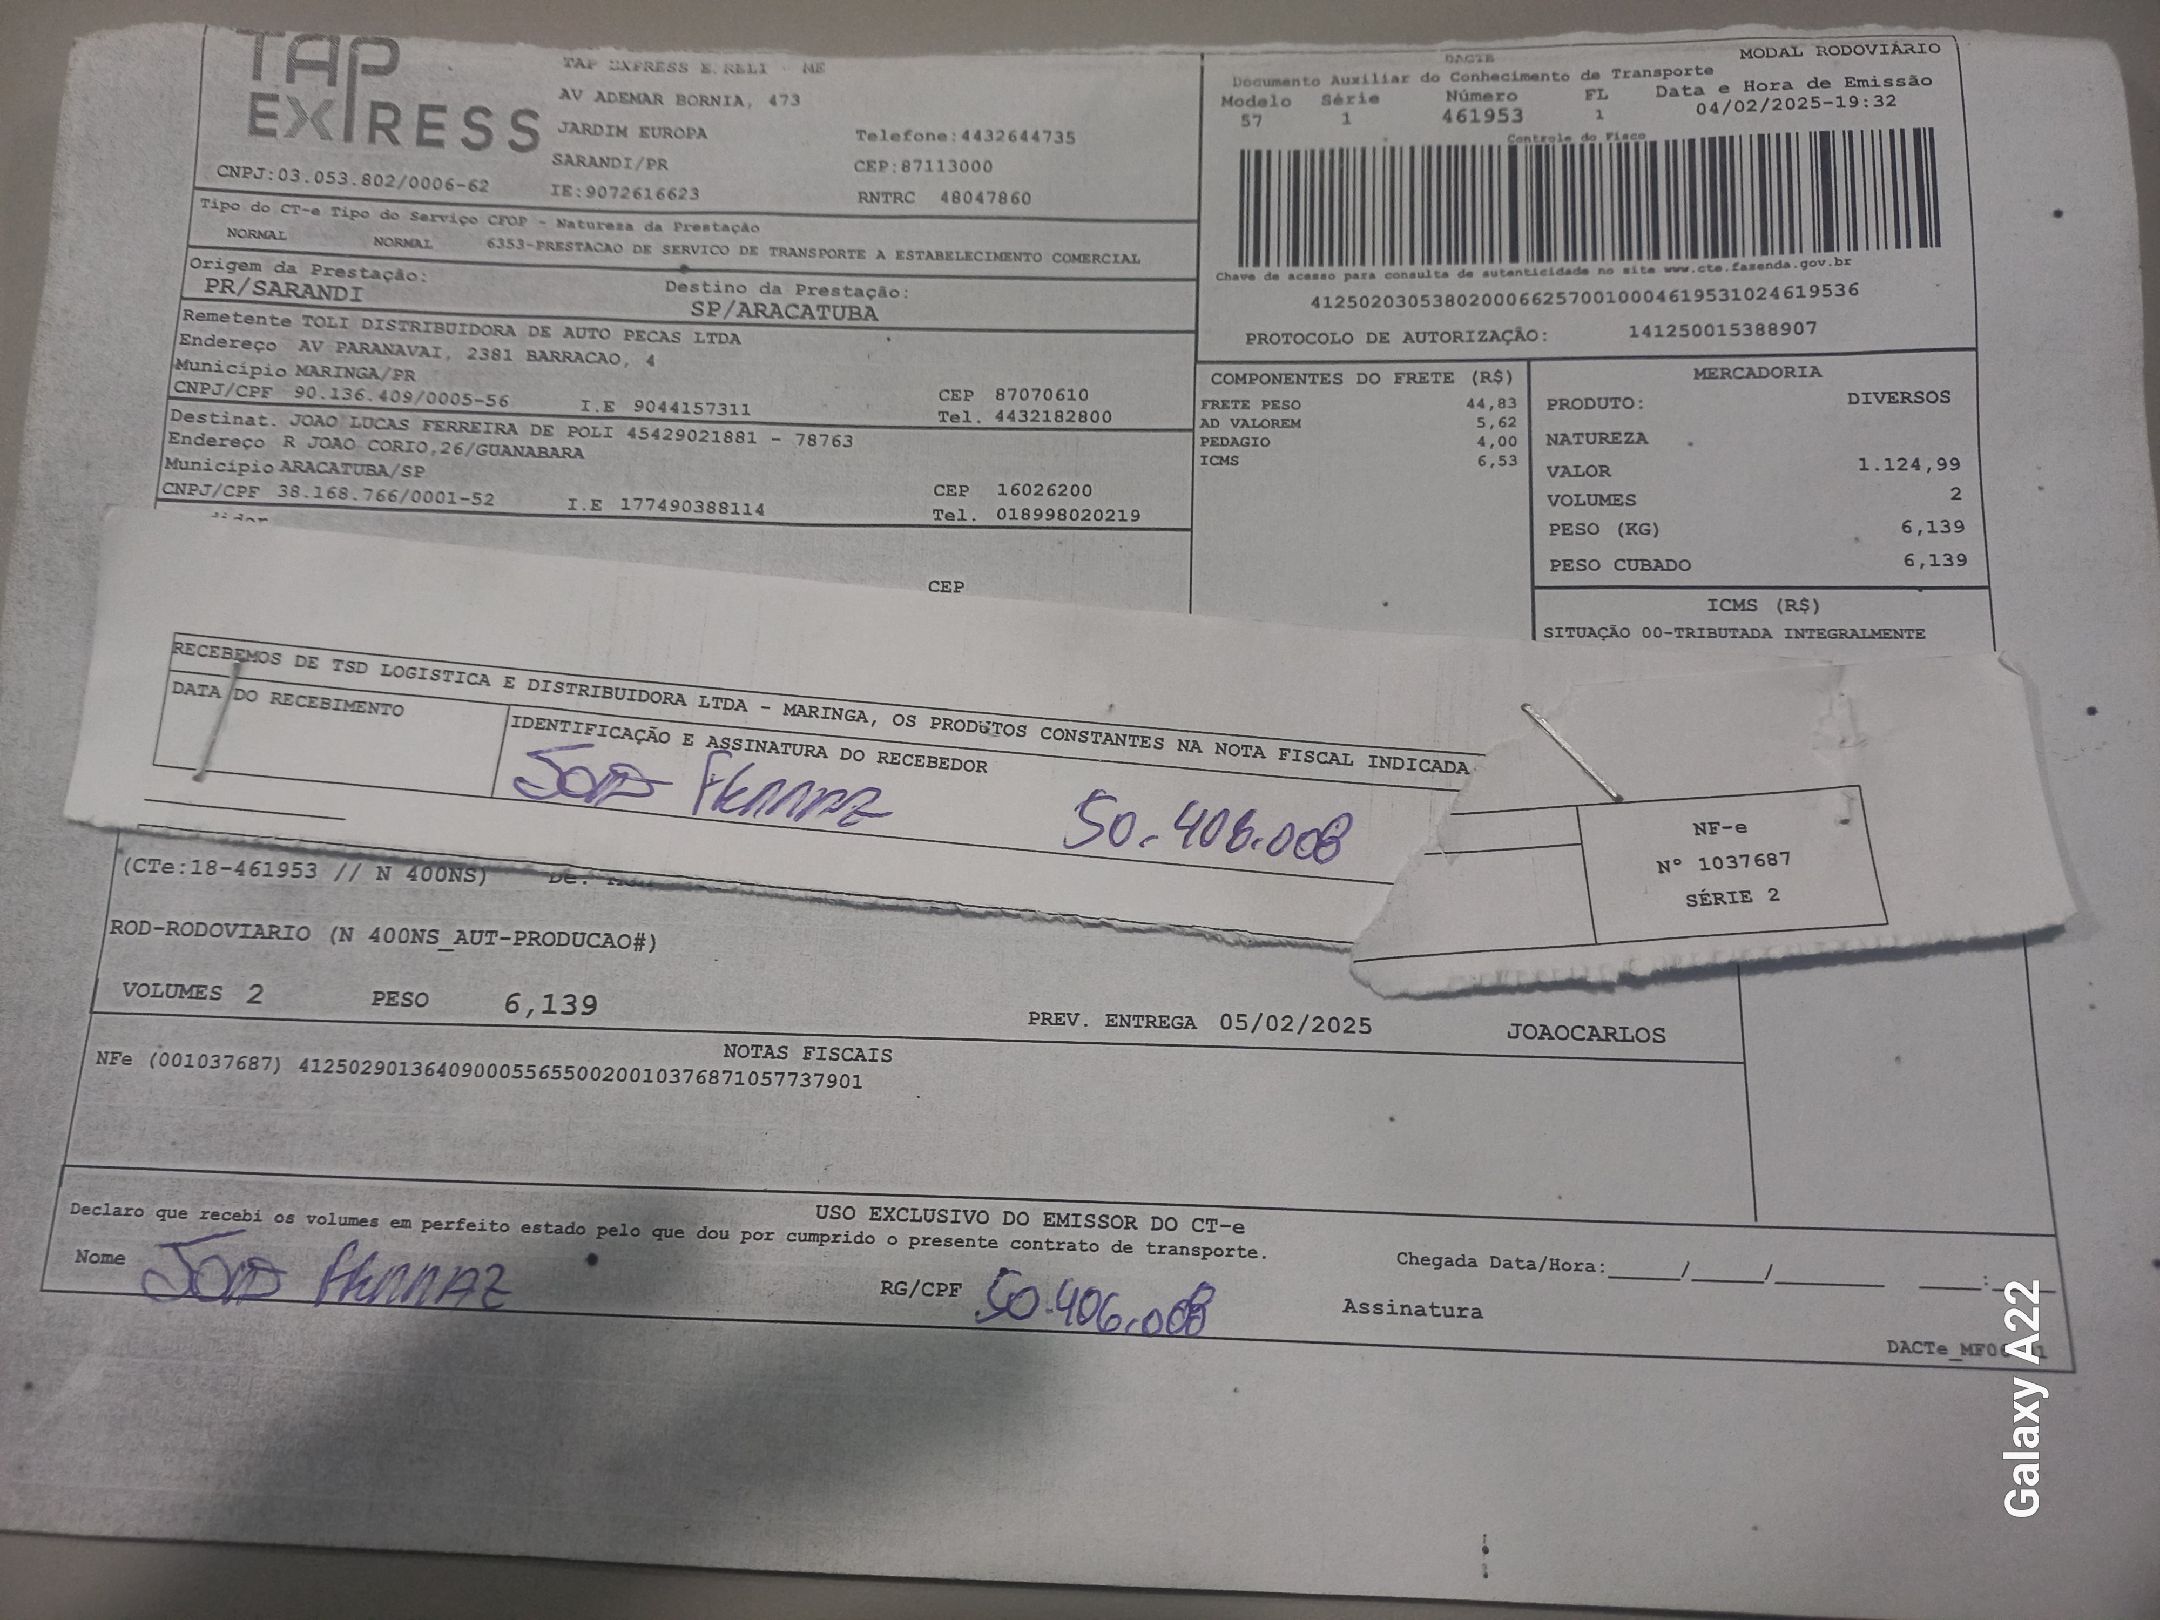 TAP EXPRESS
TAP EXPRESS EIRELI - ME
AV ADEMAR BORNIA, 473
JARDIM EUROPA Telefone:4432644735
SARANDI/PR CEP:87113000
CNPJ:03.053.802/0006-62 IE:9072616623 RNTRC 48047860
Tipo do CT-e Tipo do Serviço CFOP - Natureza da Prestação
NORMAL NORMAL 6353-PRESTACAO DE SERVICO DE TRANSPORTE A ESTABELECIMENTO COMERCIAL
Origem da Prestação: Destino da Prestação:
PR/SARANDI SP/ARACATUBA
Remetente TOLI DISTRIBUIDORA DE AUTO PECAS LTDA
Endereço AV PARANAVAI, 2381 BARRACAO, 4
Município MARINGA/PR CEP 87070610
CNPJ/CPF 90.136.409/0005-56 I.E 9044157311 Tel. 4432182800
Destinat. JOAO LUCAS FERREIRA DE POLI 45429021881 - 78763
Endereço R JOAO CORIO,26/GUANABARA
Município ARACATUBA/SP CEP 16026200
CNPJ/CPF 38.168.766/0001-52 I.E 177490388114 Tel. 018998020219
CEP
DACTE MODAL RODOVIÁRIO
Documento Auxiliar do Conhecimento de Transporte
Modelo Série Número FL Data e Hora de Emissão
57 1 461953 1 04/02/2025-19:32
Controle do Fisco
Chave de acesso para consulta de autenticidade no site www.cte.fazenda.gov.br
41250203053802000662570010004619531024619536
PROTOCOLO DE AUTORIZAÇÃO: 141250015388907
COMPONENTES DO FRETE (R$)
FRETE PESO 44,83
AD VALOREM 5,62
PEDAGIO 4,00
ICMS 6,53
MERCADORIA
PRODUTO: DIVERSOS
NATUREZA
VALOR 1.124,99
VOLUMES 2
PESO (KG) 6,139
PESO CUBADO 6,139
ICMS (R$)
SITUAÇÃO 00-TRIBUTADA INTEGRALMENTE
RECEBEMOS DE TSD LOGISTICA E DISTRIBUIDORA LTDA - MARINGA, OS PRODUTOS CONSTANTES NA NOTA FISCAL INDICADA
DATA DO RECEBIMENTO IDENTIFICAÇÃO E ASSINATURA DO RECEBEDOR
50.406.008
NF-e
Nº 1037687
SÉRIE 2
(CTe:18-461953 // N 400NS)
ROD-RODOVIARIO (N 400NS_AUT-PRODUCAO#)
VOLUMES 2 PESO 6,139 PREV. ENTREGA 05/02/2025 JOAOCARLOS
NOTAS FISCAIS
NFe (001037687) 41250290136409000556550020010376871057737901
USO EXCLUSIVO DO EMISSOR DO CT-e
Declaro que recebi os volumes em perfeito estado pelo que dou por cumprido o presente contrato de transporte.
Nome RG/CPF 50.406.008
Chegada Data/Hora:_____/_____/________ ____:____
Assinatura
Galaxy A22